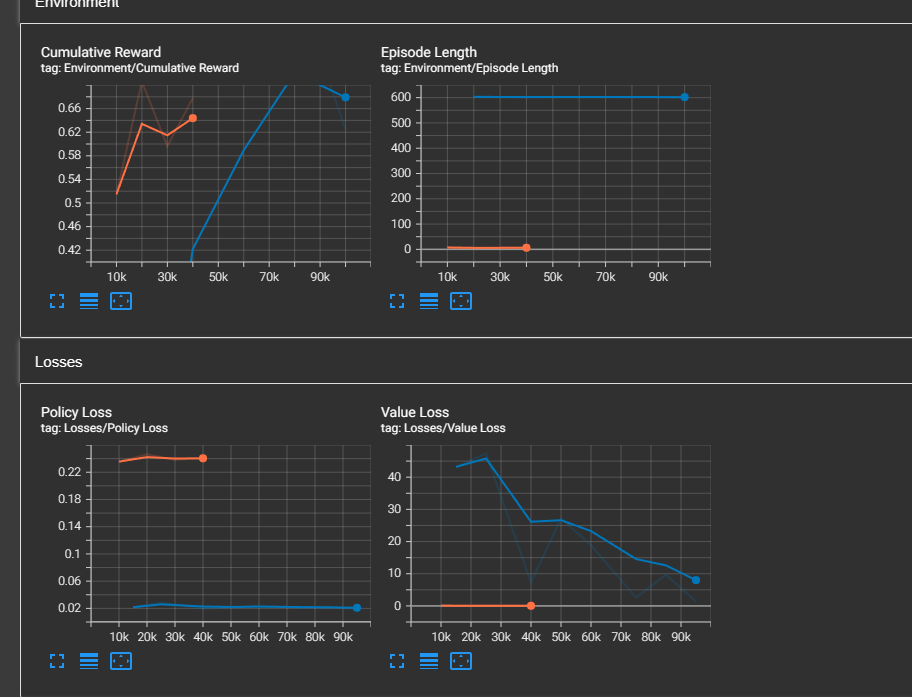 Environment
Cumulative Reward
tag: Environment/Cumulative Reward
0.66
0.62
0.58
0.54
0.5
0.46
0.42
10k 30k 50k 70k 90k
Episode Length
tag: Environment/Episode Length
600
500
400
300
200
100
0
10k 30k 50k 70k 90k
Losses
Policy Loss
tag: Losses/Policy Loss
0.22
0.18
0.14
0.1
0.06
0.02
10k 20k 30k 40k 50k 60k 70k 80k 90k
Value Loss
tag: Losses/Value Loss
40
30
20
10
0
10k 20k 30k 40k 50k 60k 70k 80k 90k